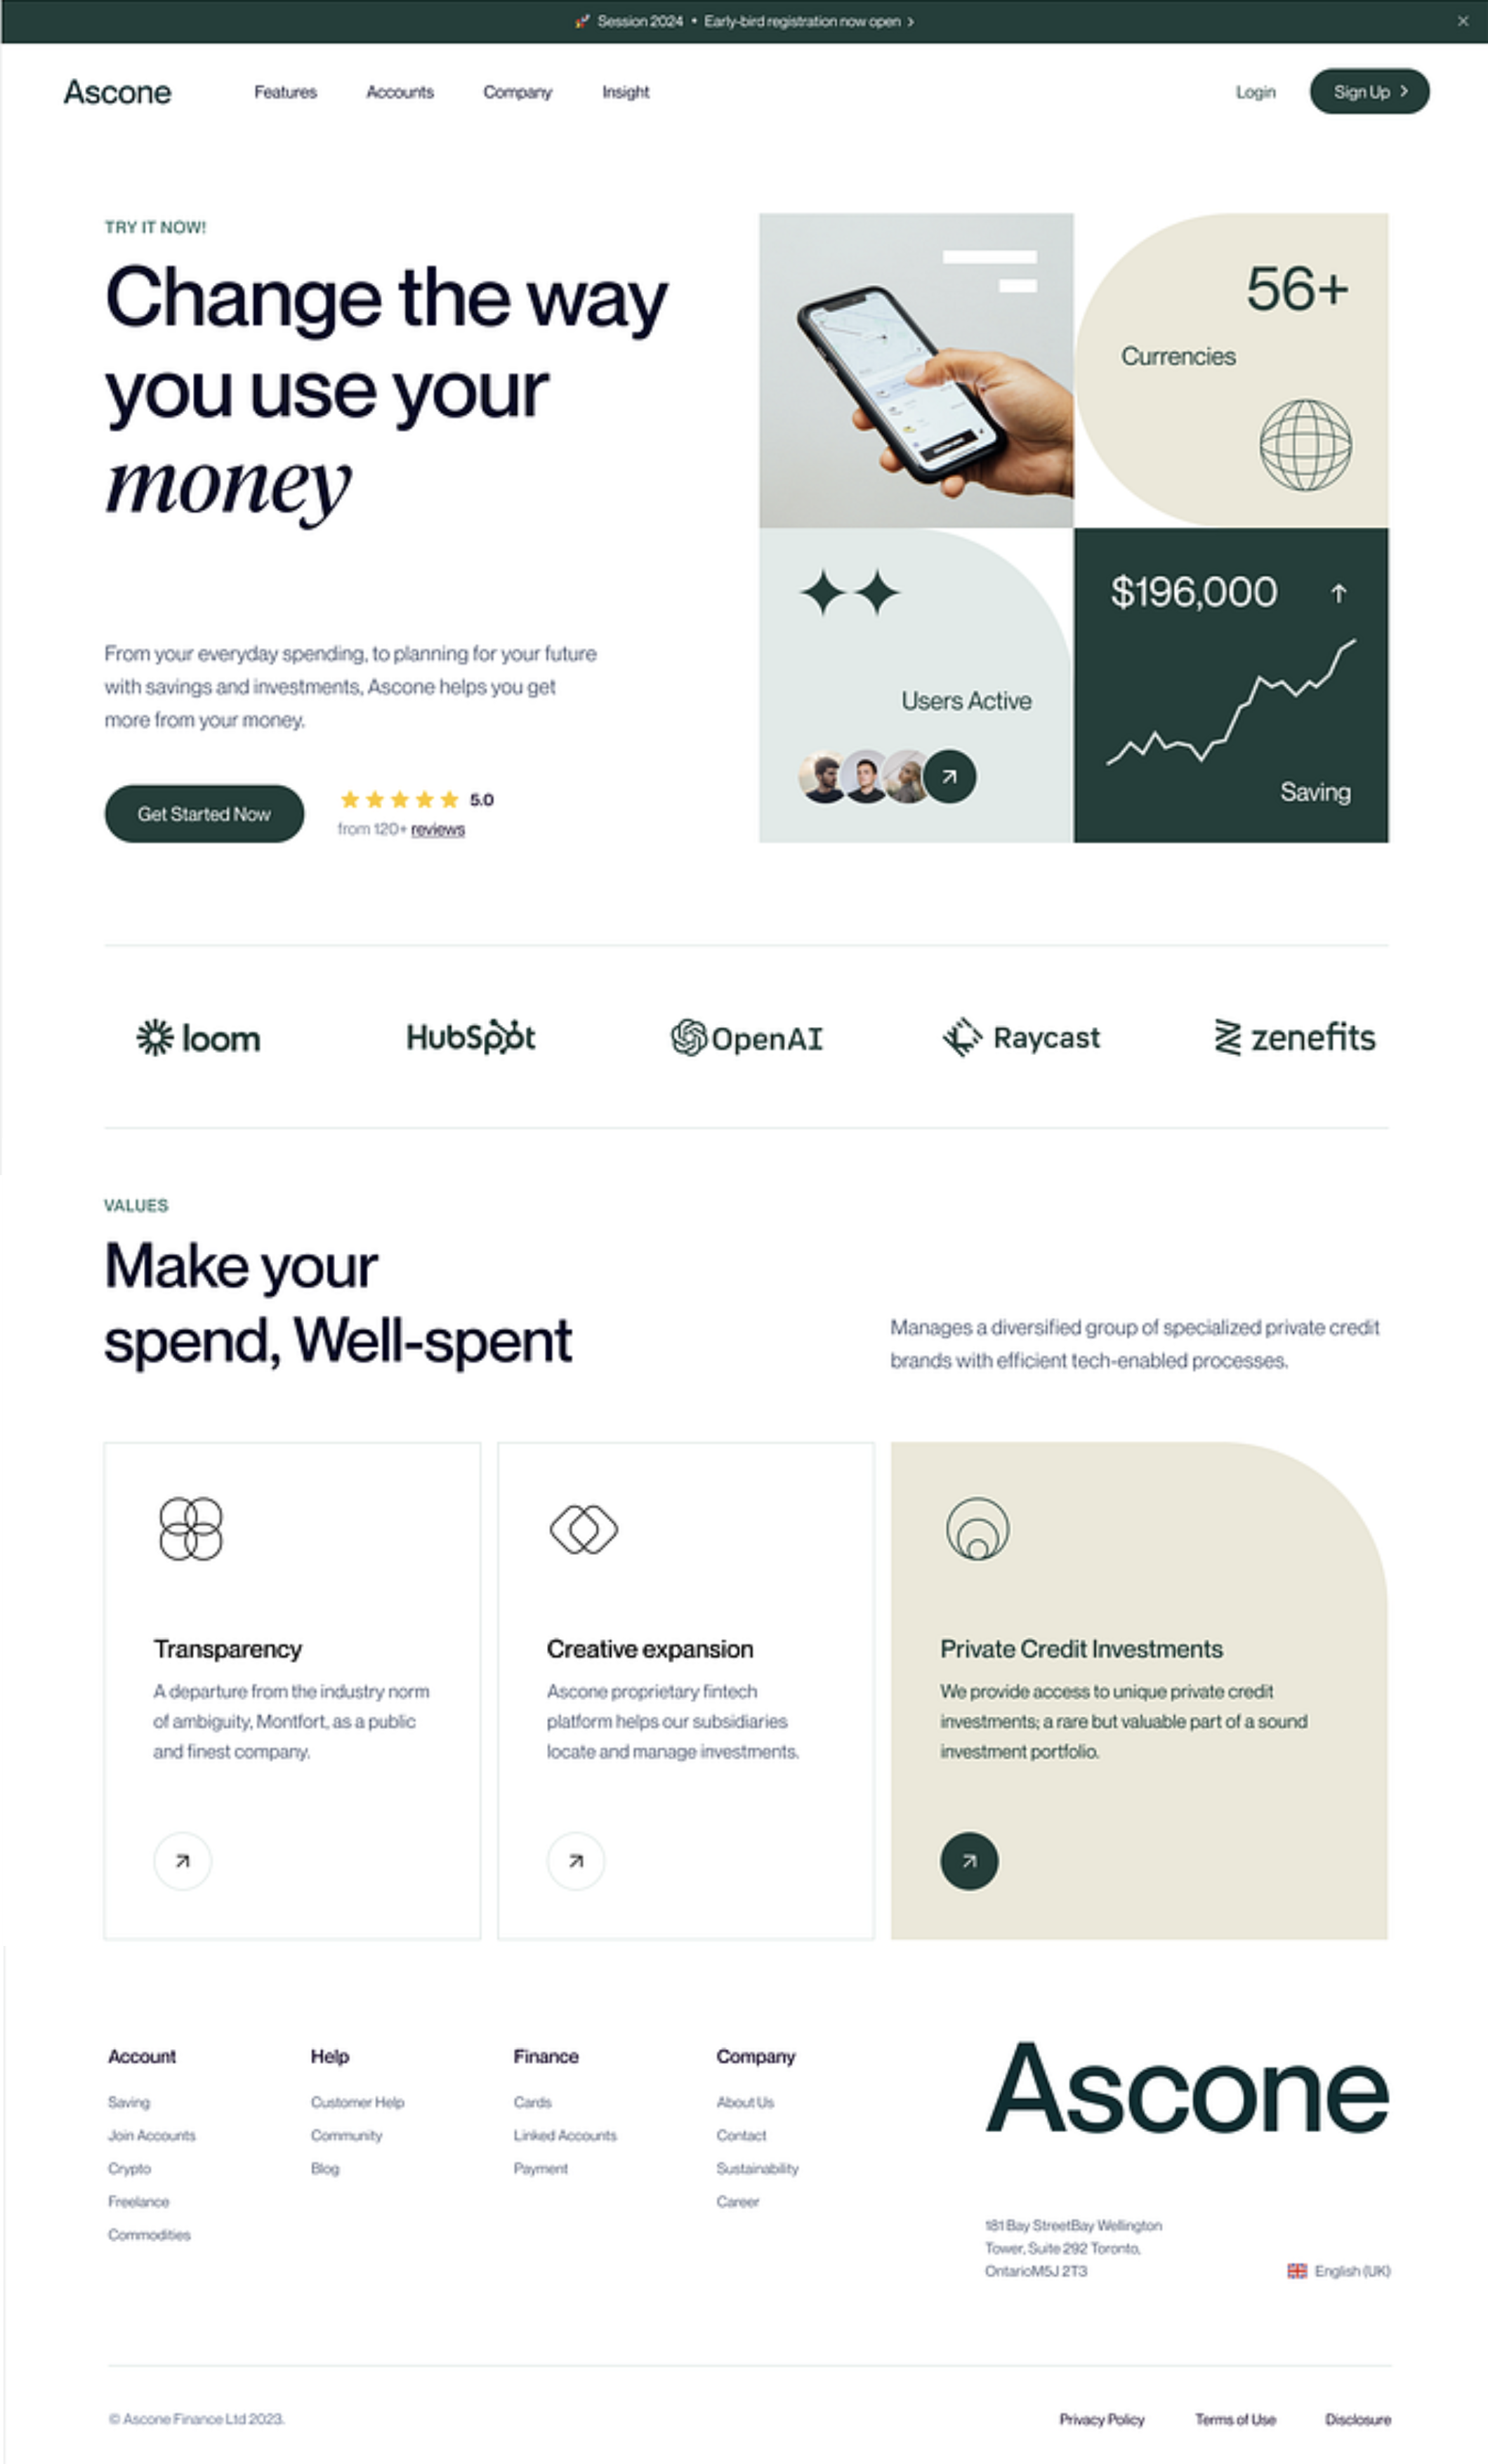 Session 2024 • Early-bird registration now open
Ascone
Features
Accounts
Company
Insight
Login
Sign Up
TRY IT NOW!
Change the way
you use your
money
From your everyday spending, to planning for your future
with savings and investments, Ascone helps you get
more from your money.
Get Started Now
5.0
from 120+ reviews
56+
Currencies
Users Active
$196,000
Saving
loom
HubSpot
OpenAI
Raycast
zenefits
VALUES
Make your
spend, Well-spent
Manages a diversified group of specialized private credit
brands with efficient tech-enabled processes.
Transparency
A departure from the industry norm
of ambiguity, Montfort, as a public
and finest company.
Creative expansion
Ascone proprietary fintech
platform helps our subsidiaries
locate and manage investments.
Private Credit Investments
We provide access to unique private credit
investments; a rare but valuable part of a sound
investment portfolio.
Account
Saving
Join Accounts
Crypto
Freelance
Commodities
Help
Customer Help
Community
Blog
Finance
Cards
Linked Accounts
Payment
Company
About Us
Contact
Sustainability
Career
Ascone
181 Bay StreetBay Wellington
Tower, Suite 292 Toronto,
OntarioM5J 2T3
English (UK)
© Ascone Finance Ltd 2023.
Privacy Policy
Terms of Use
Disclosure